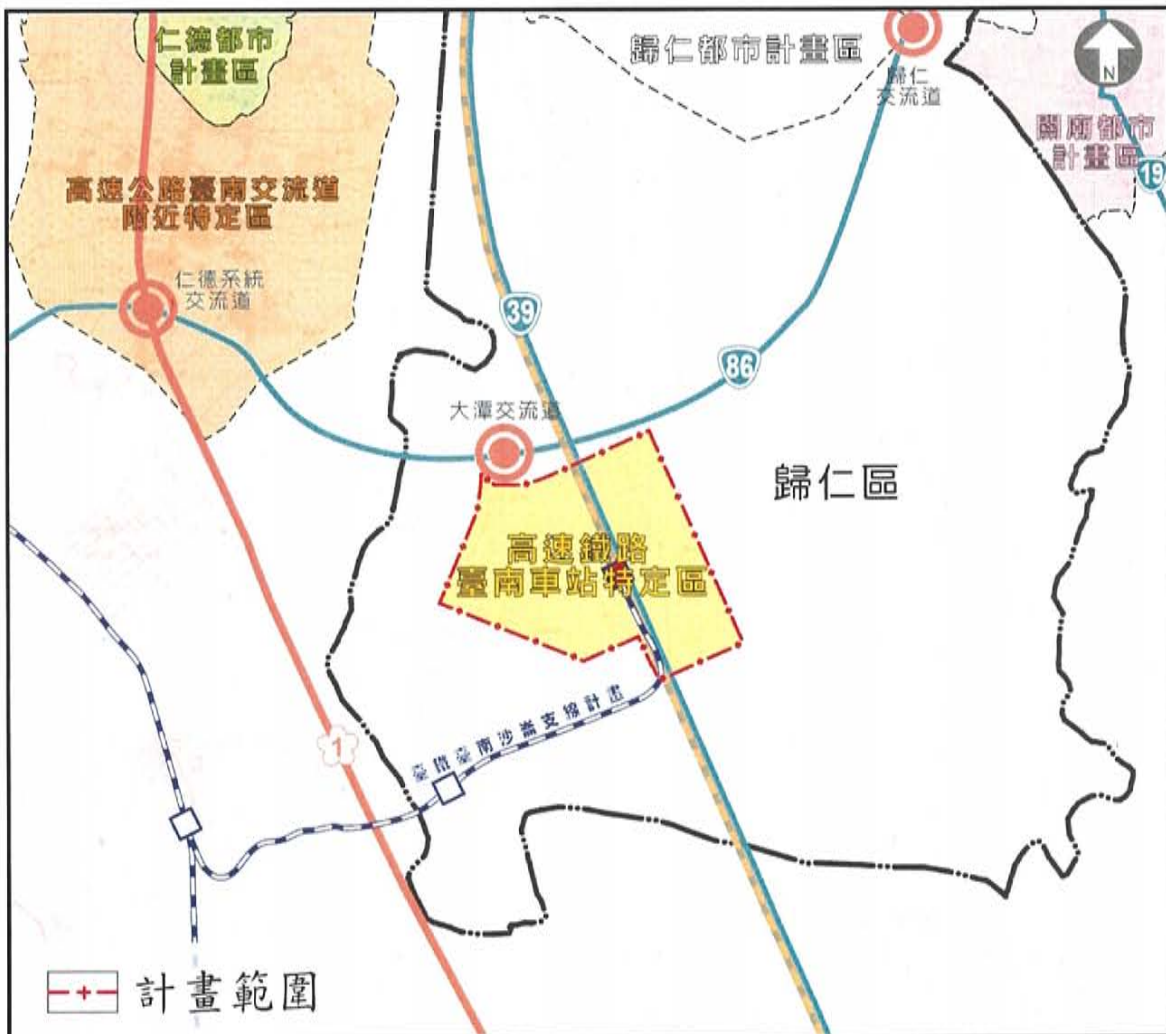 仁德都市
計畫區
歸仁都市計畫區
歸仁
交流道
N
關廟都市
計畫區
19
高速公路臺南交流道
附近特定區
仁德系統
交流道
39
86
大潭交流道
歸仁區
高速鐵路
臺南車站特定區
臺鐵臺南沙崙支線計畫
1
計畫範圍